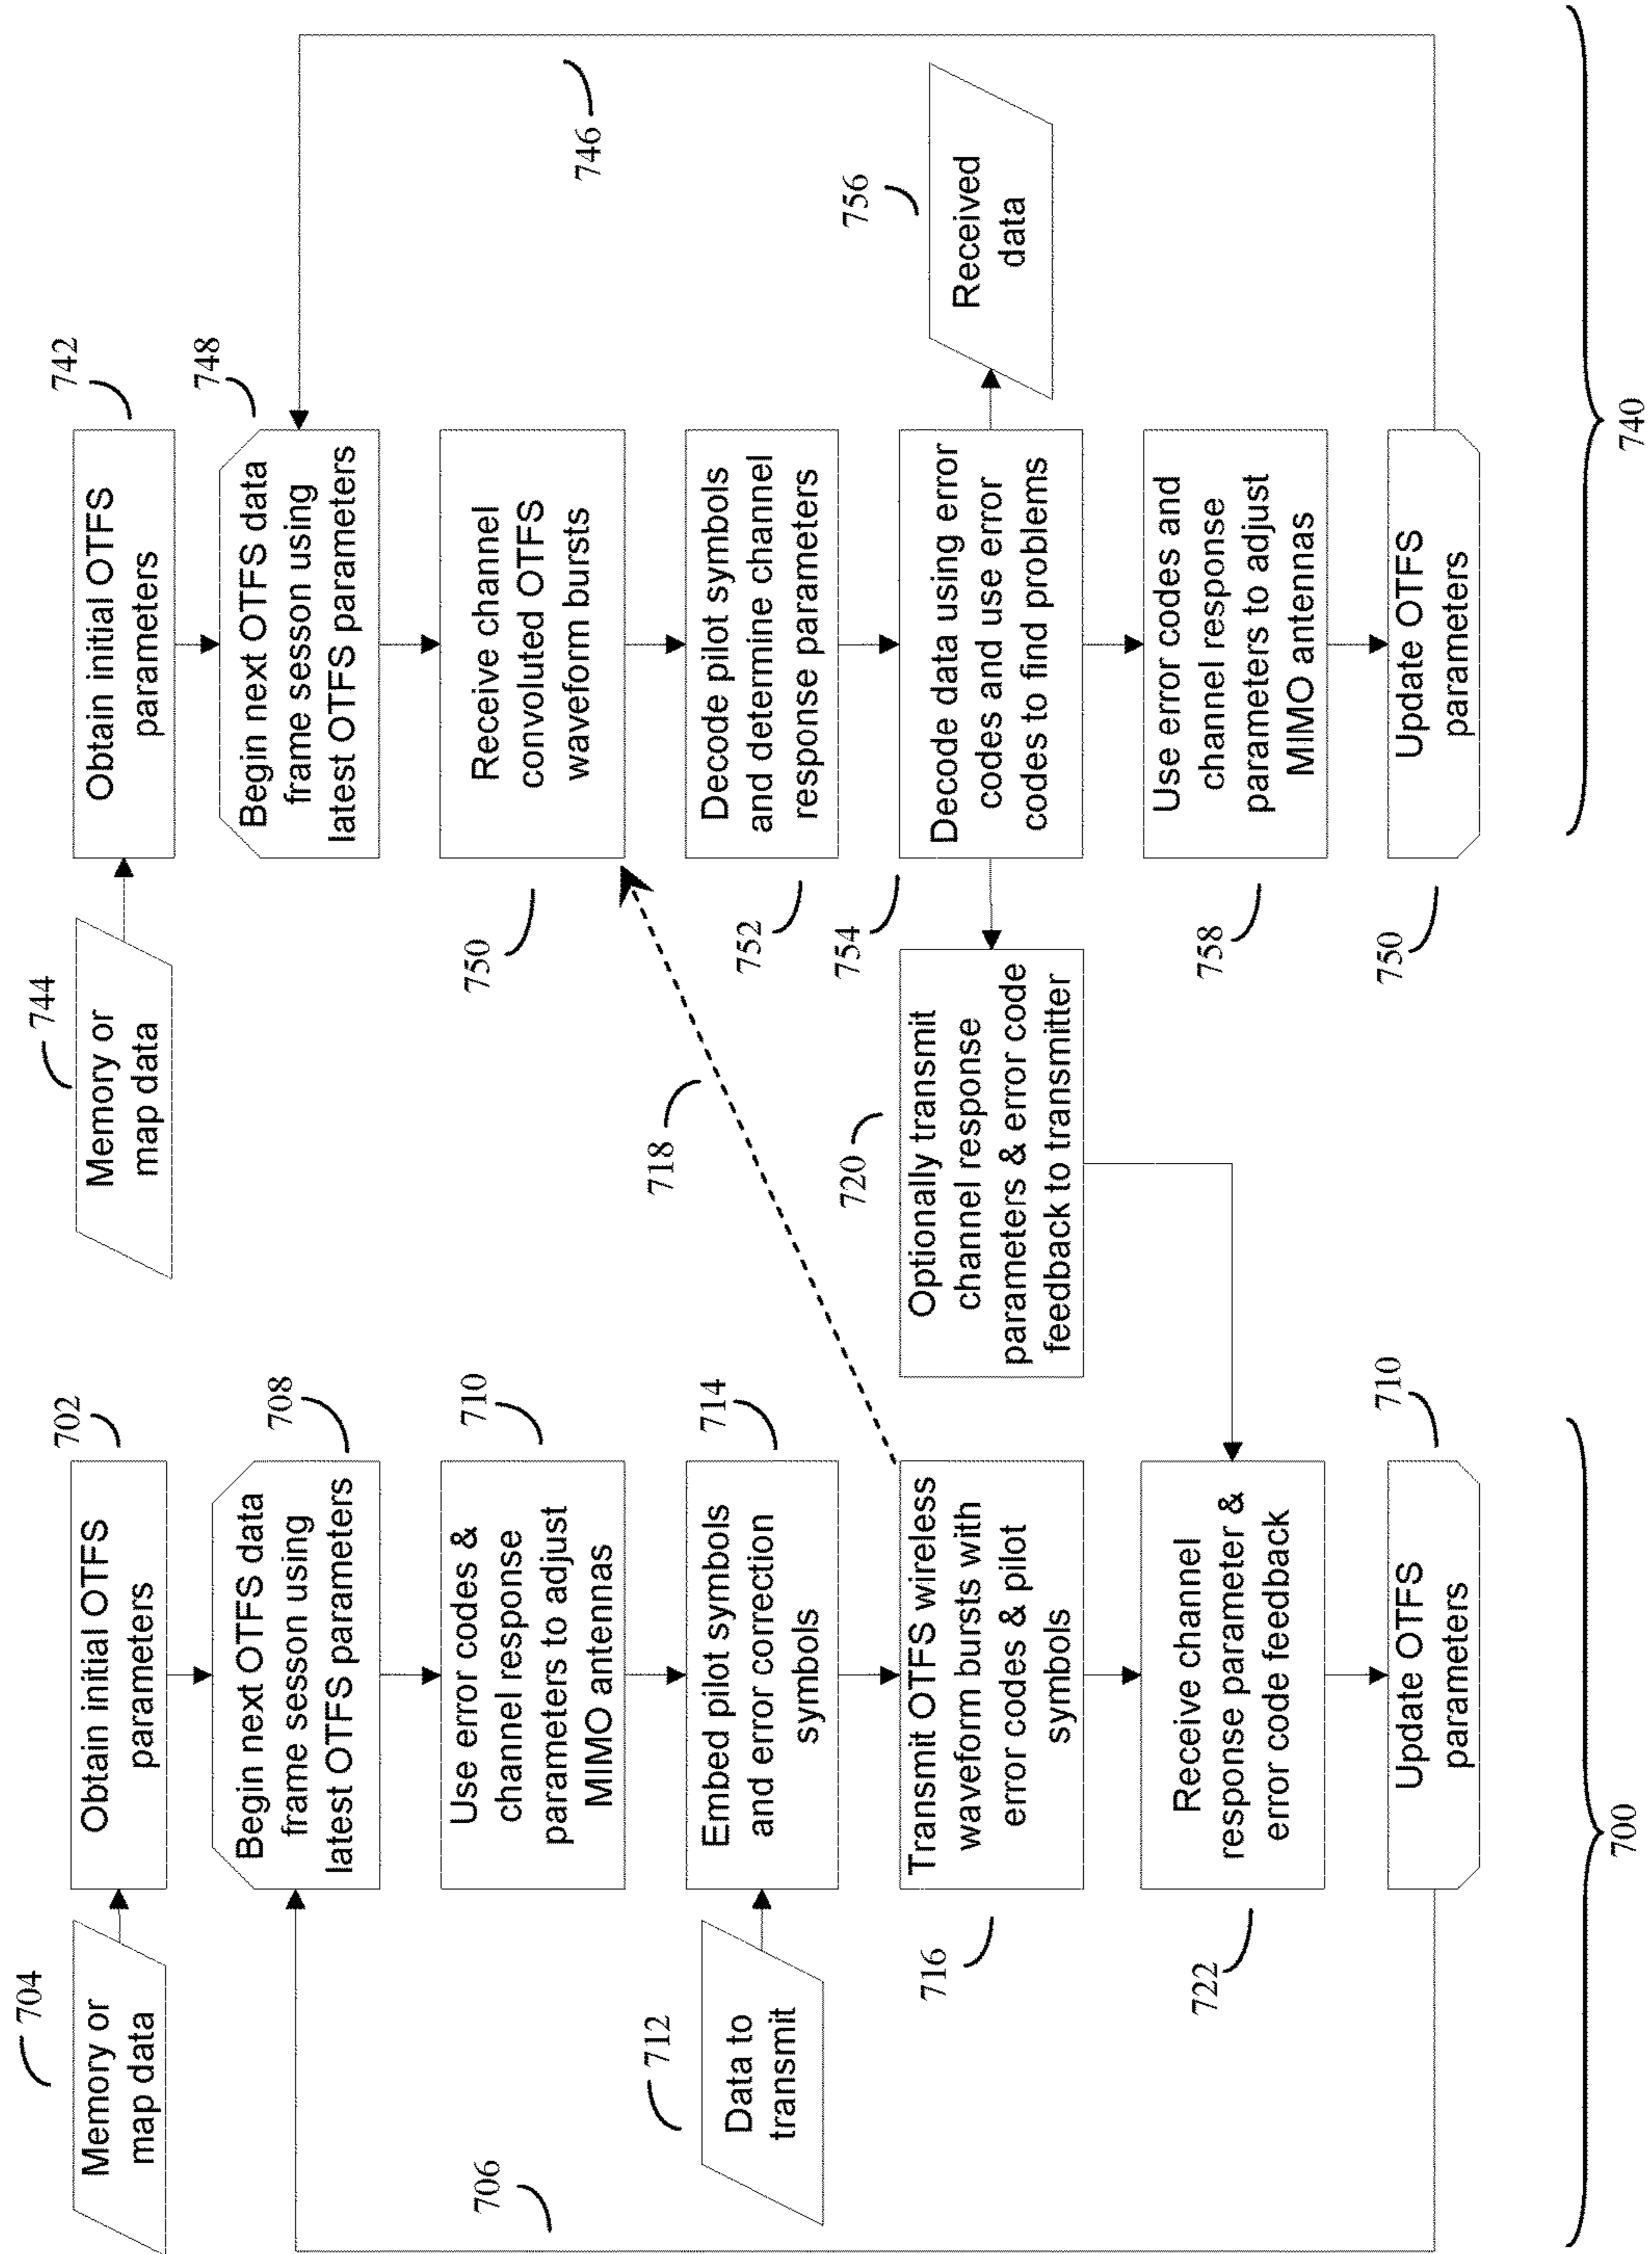 704
Memory or
map data
702
Obtain initial OTFS
parameters
708
Begin next OTFS data
frame sesson using
latest OTFS parameters
706
710
Use error codes &
channel response
parameters to adjust
MIMO antennas
712
Data to
transmit
714
Embed pilot symbols
and error correction
symbols
716
Transmit OTFS wireless
waveform bursts with
error codes & pilot
symbols
718
722
Receive channel
response parameter &
error code feedback
710
Update OTFS
parameters
700
720
Optionally transmit
channel response
parameters & error code
feedback to transmitter
744
Memory or
map data
742
Obtain initial OTFS
parameters
748
Begin next OTFS data
frame sesson using
latest OTFS parameters
746
750
Receive channel
convoluted OTFS
waveform bursts
752
Decode pilot symbols
and determine channel
response parameters
754
Decode data using error
codes and use error
codes to find problems
756
Received
data
758
Use error codes and
channel response
parameters to adjust
MIMO antennas
750
Update OTFS
parameters
740